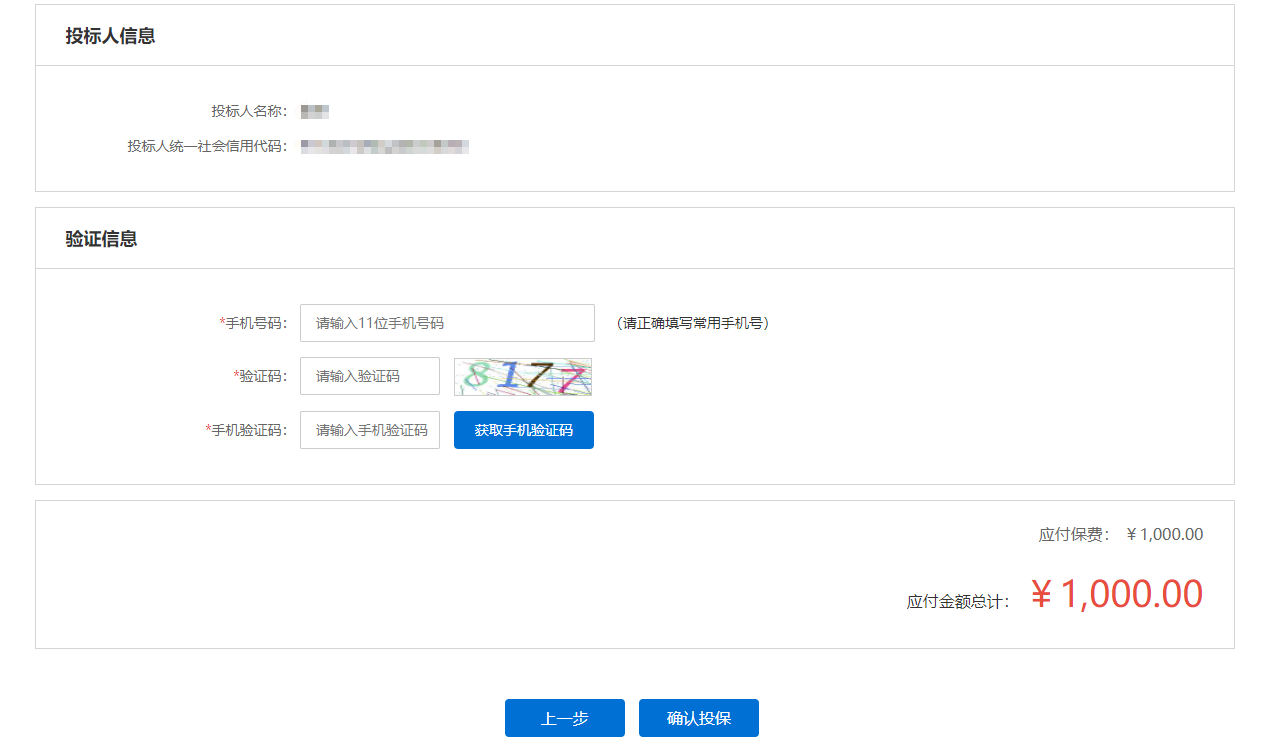 投标人信息
投标人名称：
投标人统一社会信用代码：
验证信息
*手机号码： 请输入11位手机号码 （请正确填写常用手机号）
*验证码： 请输入验证码 8177
*手机验证码： 请输入手机验证码 获取手机验证码
应付保费： ￥1,000.00
应付金额总计： ￥1,000.00
上一步 确认投保